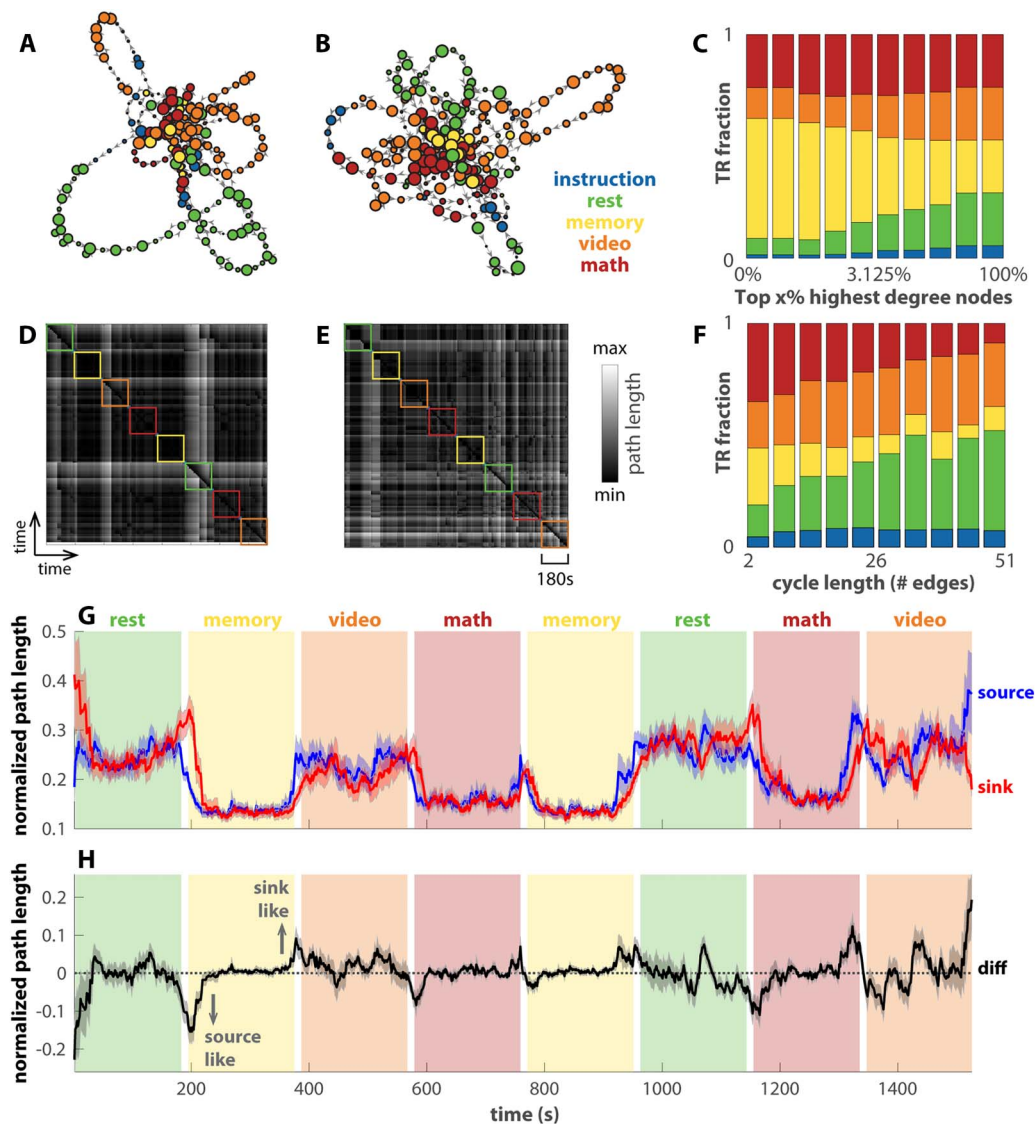 A
B
C
instruction
rest
memory
video
math
1
TR fraction
0
0%
3.125%
100%
Top x% highest degree nodes
D
E
F
max
path length
min
time
time
180s
1
TR fraction
0
2
26
51
cycle length (# edges)
G
rest
memory
video
math
memory
rest
math
video
normalized path length
0.5
0.4
0.3
0.2
0.1
source
sink
H
normalized path length
0.2
0.1
0
-0.1
-0.2
sink
like
source
like
diff
200
400
600
800
1000
1200
1400
time (s)